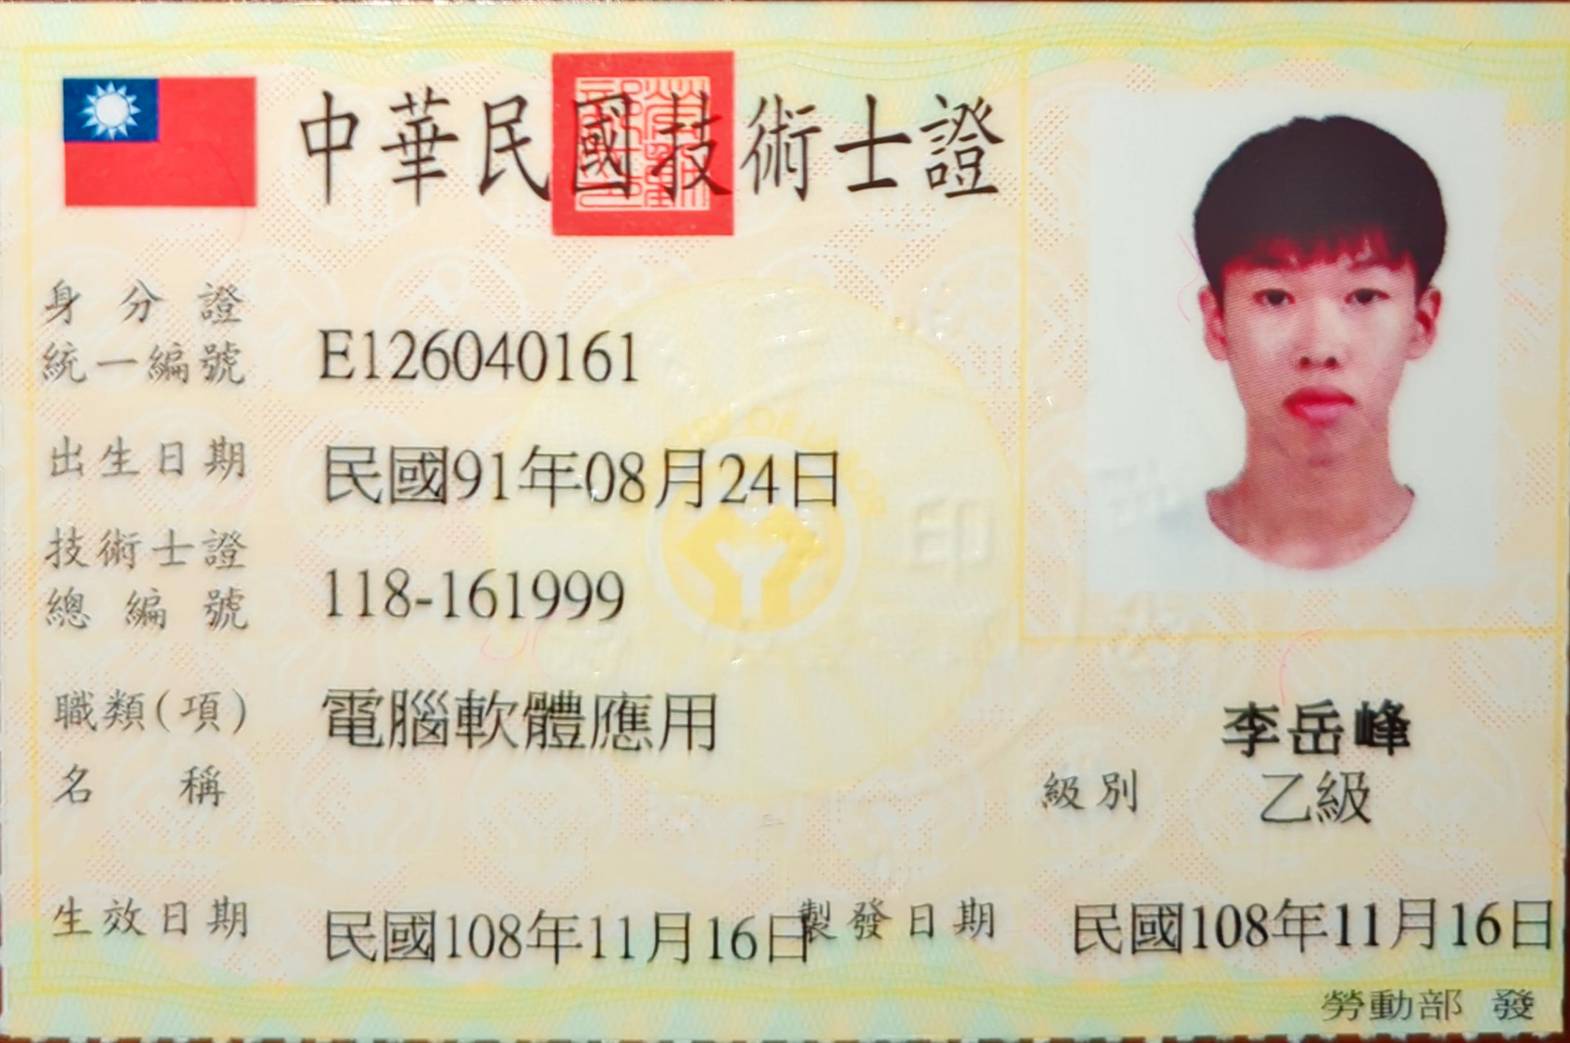 中華民國技術士證
身分證
統一編號 E126040161
出生日期 民國91年08月24日
技術士證
總編號 118-161999
職類(項) 電腦軟體應用
名稱
李岳峰
級別 乙級
生效日期 民國108年11月16日
製發日期 民國108年11月16日
勞動部 發